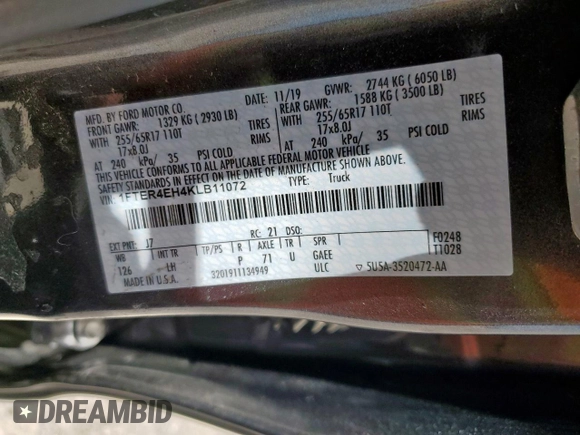 MFD. BY FORD MOTOR CO.
DATE: 11/19 GVWR: 2744 KG ( 6050 LB)
FRONT GAWR: 1329 KG ( 2930 LB) REAR GAWR: 1588 KG ( 3500 LB)
WITH 255/65R17 110T TIRES WITH 255/65R17 110T TIRES
17x8.0J RIMS 17x8.0J RIMS
AT 240 kPa/ 35 PSI COLD AT 240 kPa/ 35 PSI COLD
THIS VEHICLE CONFORMS TO ALL APPLICABLE FEDERAL MOTOR VEHICLE
SAFETY STANDARDS IN EFFECT ON THE DATE OF MANUFACTURE SHOWN ABOVE.
VIN: 1FTER4EH4KLB11072 TYPE: Truck
EXT PNT: J7 RC: 21 DSO: F0248
WB INT TR TP/PS R AXLE TR SPR T1028
126 LH P 71 U GAEE
MADE IN U.S.A. 3201911134949 ULC 5U5A-3520472-AA
DREAMBID